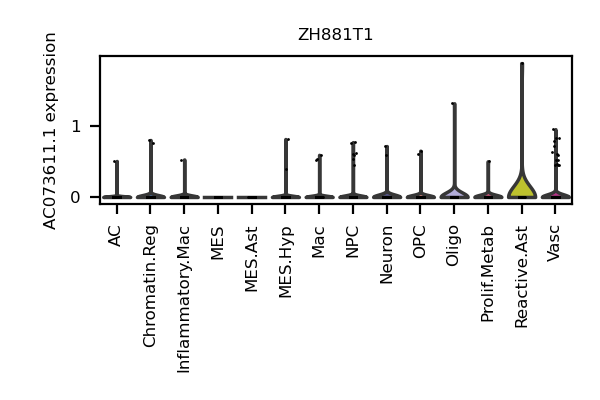 ZH881T1
AC073611.1 expression
1
0
AC
Chromatin.Reg
Inflammatory.Mac
MES
MES.Ast
MES.Hyp
Mac
NPC
Neuron
OPC
Oligo
Prolif.Metab
Reactive.Ast
Vasc